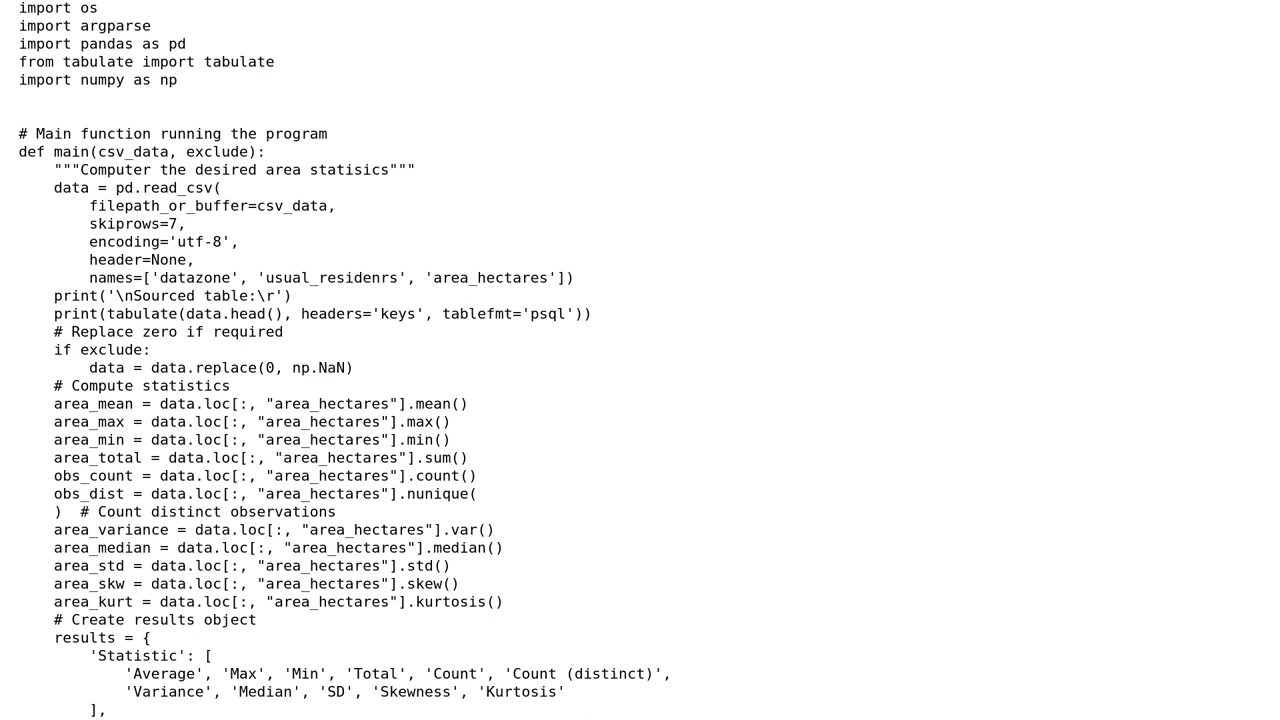 import os
import argparse
import pandas as pd
from tabulate import tabulate
import numpy as np


# Main function running the program
def main(csv_data, exclude):
    """Computer the desired area statisics"""
    data = pd.read_csv(
        filepath_or_buffer=csv_data,
        skiprows=7,
        encoding='utf-8',
        header=None,
        names=['datazone', 'usual_residenrs', 'area_hectares'])
    print('\nSourced table:\r')
    print(tabulate(data.head(), headers='keys', tablefmt='psql'))
    # Replace zero if required
    if exclude:
        data = data.replace(0, np.NaN)
    # Compute statistics
    area_mean = data.loc[:, "area_hectares"].mean()
    area_max = data.loc[:, "area_hectares"].max()
    area_min = data.loc[:, "area_hectares"].min()
    area_total = data.loc[:, "area_hectares"].sum()
    obs_count = data.loc[:, "area_hectares"].count()
    obs_dist = data.loc[:, "area_hectares"].nunique(
    )  # Count distinct observations
    area_variance = data.loc[:, "area_hectares"].var()
    area_median = data.loc[:, "area_hectares"].median()
    area_std = data.loc[:, "area_hectares"].std()
    area_skw = data.loc[:, "area_hectares"].skew()
    area_kurt = data.loc[:, "area_hectares"].kurtosis()
    # Create results object
    results = {
        'Statistic': [
            'Average', 'Max', 'Min', 'Total', 'Count', 'Count (distinct)',
            'Variance', 'Median', 'SD', 'Skewness', 'Kurtosis'
        ],